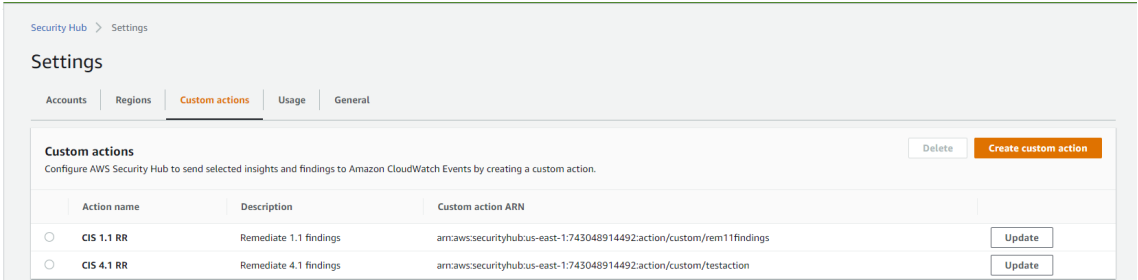 Security Hub > Settings
Settings
Accounts Regions Custom actions Usage General
Custom actions
Delete Create custom action
Configure AWS Security Hub to send selected insights and findings to Amazon CloudWatch Events by creating a custom action.
Action name Description Custom action ARN
CIS 1.1 RR Remediate 1.1 findings arn:aws:securityhub:us-east-1:743048914492:action/custom/rem11findings Update
CIS 4.1 RR Remediate 4.1 findings arn:aws:securityhub:us-east-1:743048914492:action/custom/testaction Update